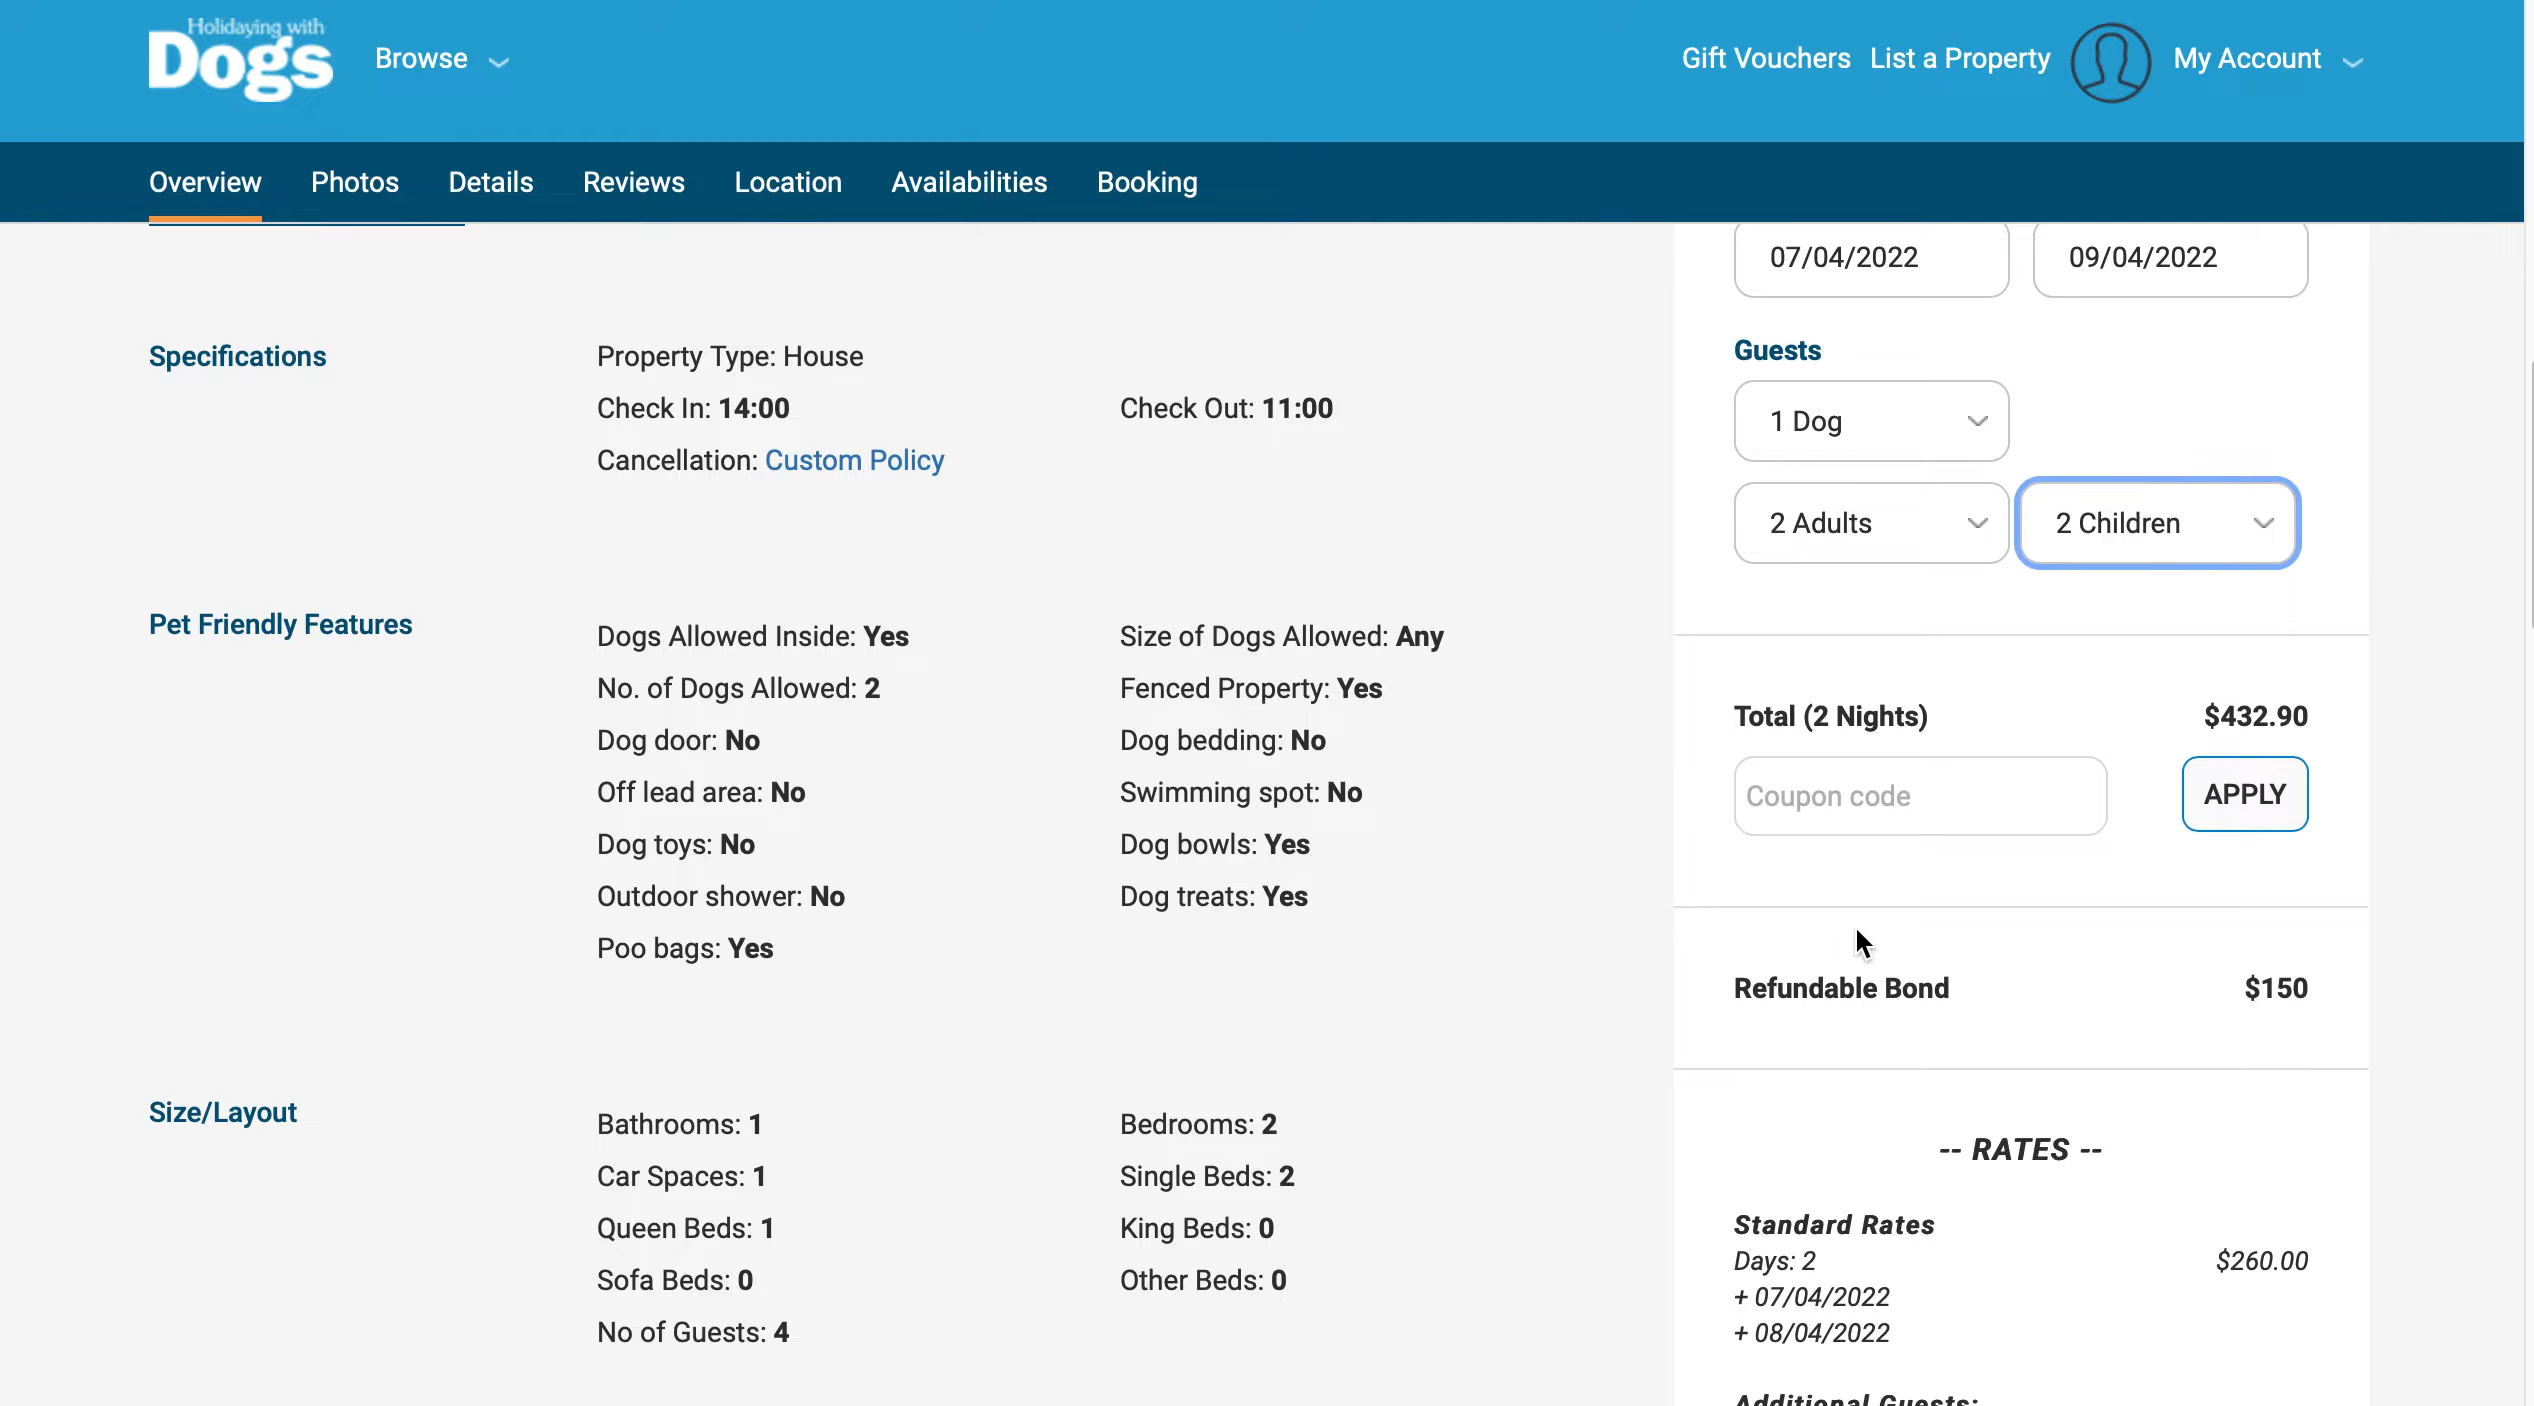 Holidaying with
Dogs
Browse
Gift Vouchers List a Property My Account
Overview Photos Details Reviews Location Availabilities Booking
07/04/2022 09/04/2022
Specifications
Property Type: House
Check In: 14:00 Check Out: 11:00
Cancellation: Custom Policy
Pet Friendly Features
Dogs Allowed Inside: Yes Size of Dogs Allowed: Any
No. of Dogs Allowed: 2 Fenced Property: Yes
Dog door: No Dog bedding: No
Off lead area: No Swimming spot: No
Dog toys: No Dog bowls: Yes
Outdoor shower: No Dog treats: Yes
Poo bags: Yes
Size/Layout
Bathrooms: 1 Bedrooms: 2
Car Spaces: 1 Single Beds: 2
Queen Beds: 1 King Beds: 0
Sofa Beds: 0 Other Beds: 0
No of Guests: 4
Guests
1 Dog
2 Adults 2 Children
Total (2 Nights) $432.90
Coupon code APPLY
Refundable Bond $150
-- RATES --
Standard Rates
Days: 2 $260.00
+ 07/04/2022
+ 08/04/2022
Additional Guests: